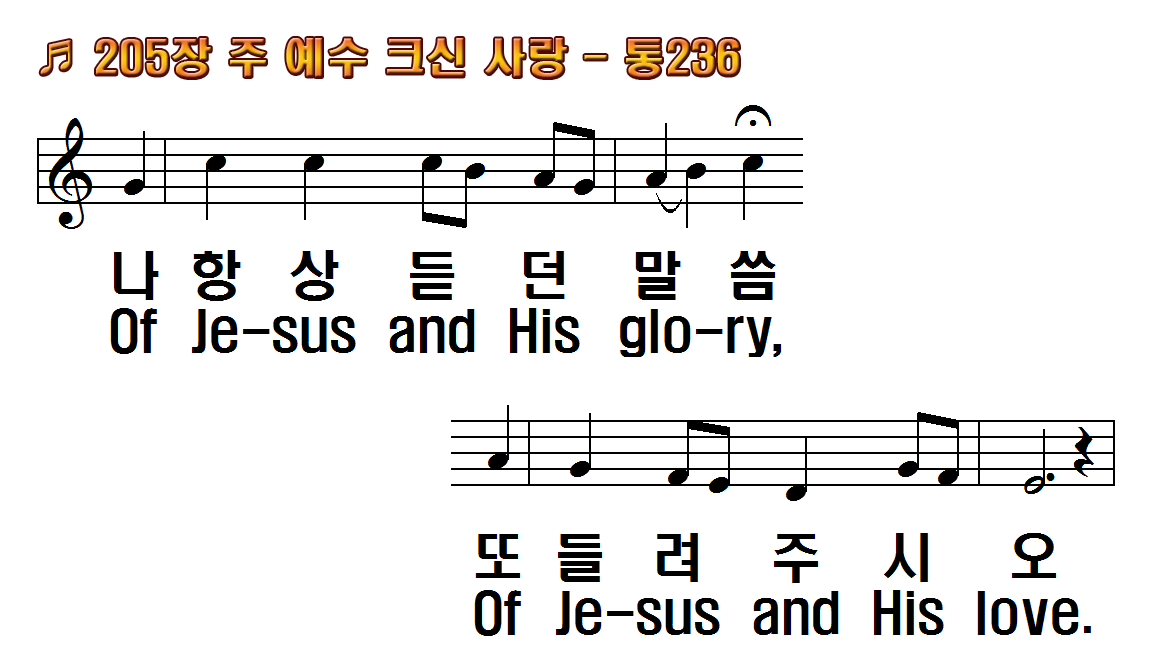 ♬ 205장 주 예수 크신 사랑 - 통236
나 항 상 듣 던 말 씀
Of Je-sus and His glo-ry,
또 들 려 주 시 오
Of Je-sus and His love.